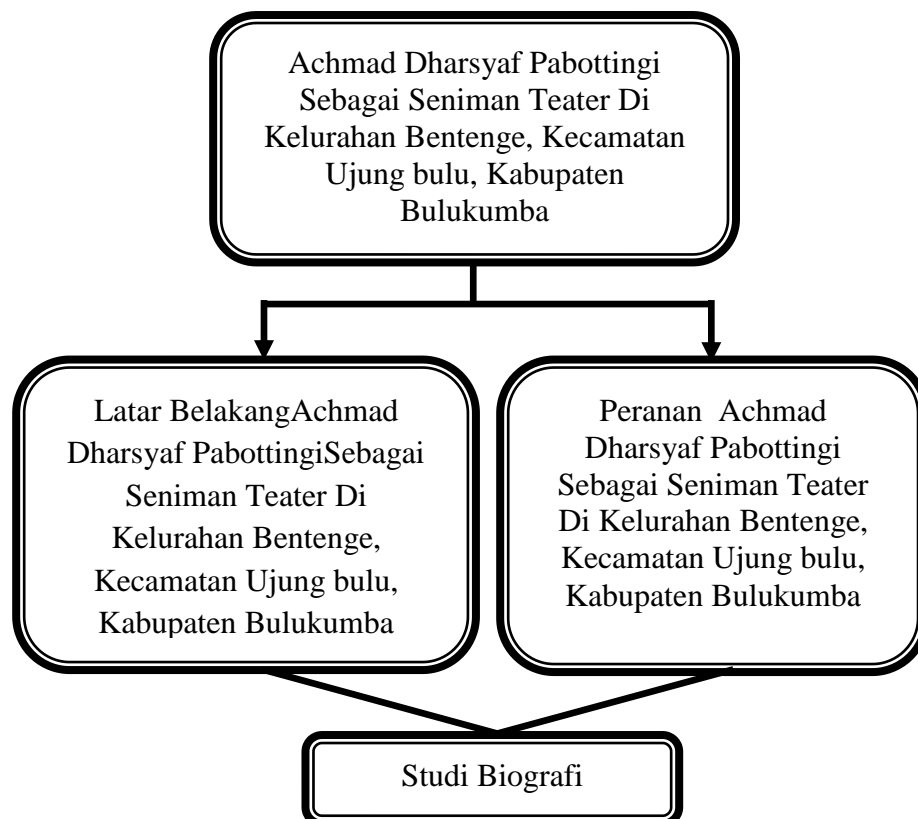 Achmad Dharsyaf Pabottingi
Sebagai Seniman Teater Di
Kelurahan Bentenge, Kecamatan
Ujung bulu, Kabupaten
Bulukumba
Latar BelakangAchmad
Dharsyaf PabottingiSebagai
Seniman Teater Di
Kelurahan Bentenge,
Kecamatan Ujung bulu,
Kabupaten Bulukumba
Peranan  Achmad
Dharsyaf Pabottingi
Sebagai Seniman Teater
Di Kelurahan Bentenge,
Kecamatan Ujung bulu,
Kabupaten Bulukumba
Studi Biografi